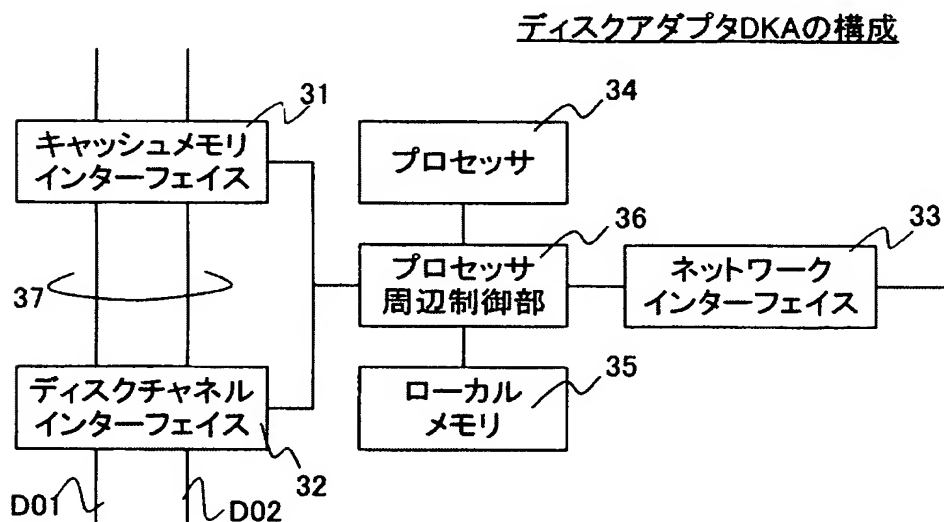 ディスクアダプタDKAの構成
31
キャッシュメモリ
インターフェイス
34
プロセッサ
36
プロセッサ
周辺制御部
33
ネットワーク
インターフェイス
37
ディスクチャネル
インターフェイス
32
35
ローカル
メモリ
D01
D02